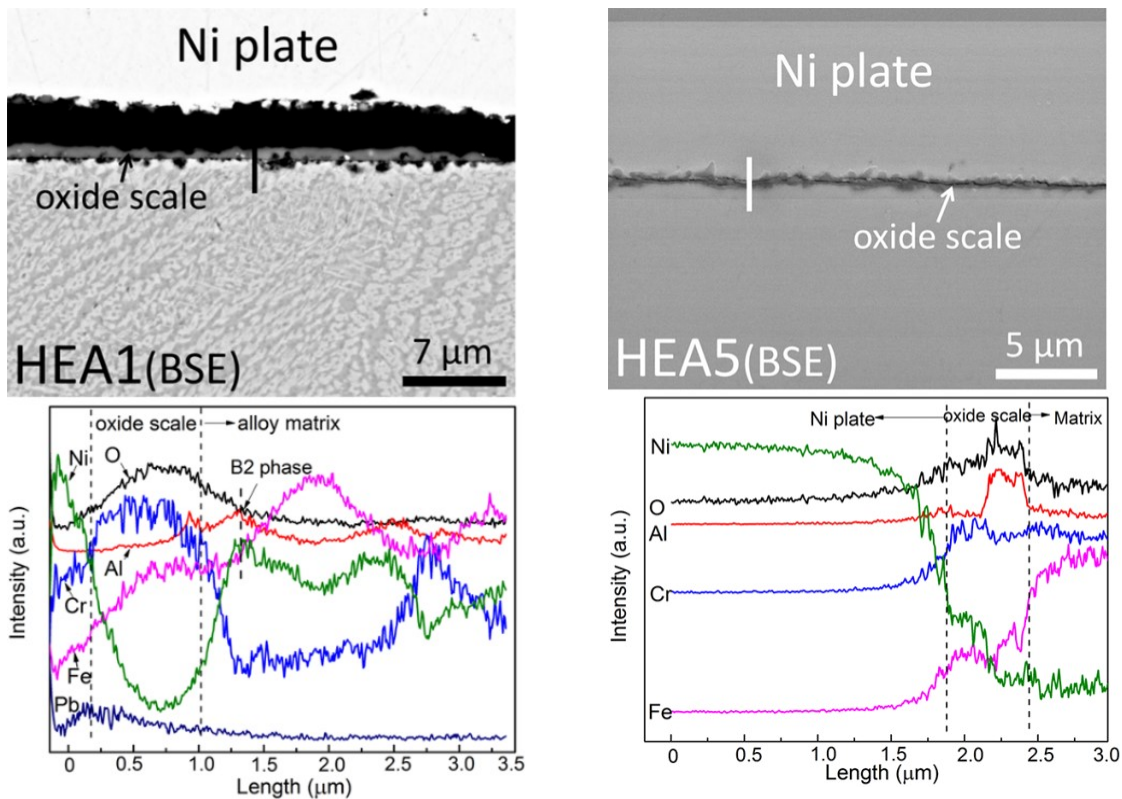 Ni plate
oxide scale
HEA1(BSE)
7 μm
Ni plate
oxide scale
HEA5(BSE)
5 μm
oxide scale
alloy matrix
Ni
O
B2 phase
Al
Cr
Fe
Pb
Intensity (a.u.)
0 0.5 1.0 1.5 2.0 2.5 3.0 3.5
Length (μm)
Ni plate
oxide scale
Matrix
Ni
O
Al
Cr
Fe
Intensity (a.u.)
0 0.5 1.0 1.5 2.0 2.5 3.0
Length (μm)